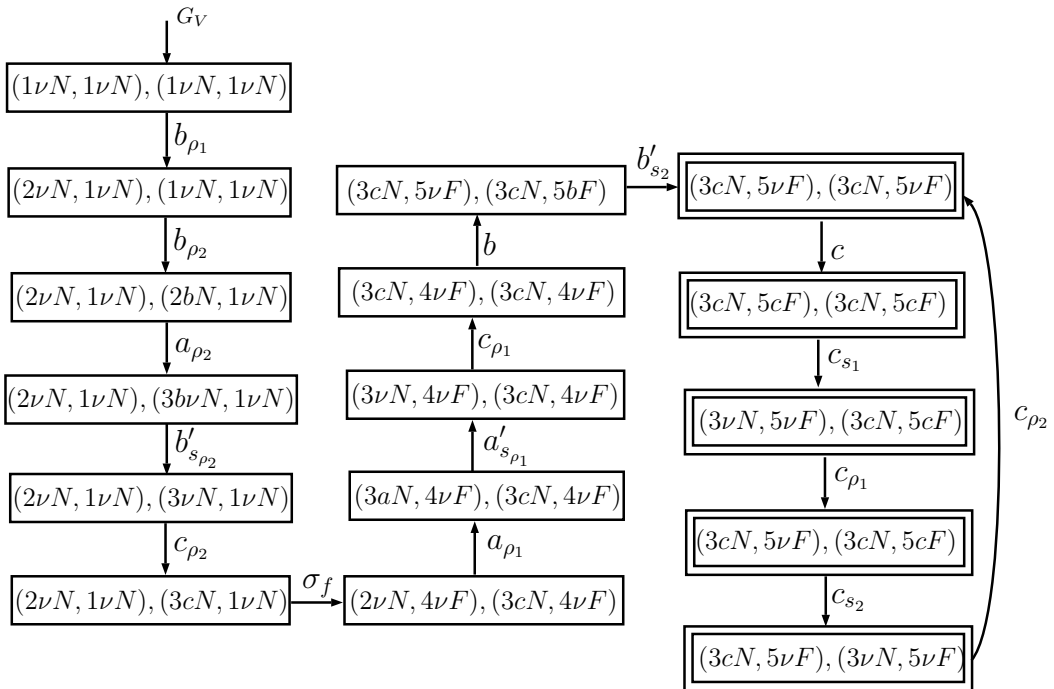 G_V
(1νN, 1νN), (1νN, 1νN)
b_{ρ_1}
(2νN, 1νN), (1νN, 1νN)
b_{ρ_2}
(2νN, 1νN), (2bN, 1νN)
a_{ρ_2}
(2νN, 1νN), (3bνN, 1νN)
b'_{s_{ρ_2}}
(2νN, 1νN), (3νN, 1νN)
c_{ρ_2}
(2νN, 1νN), (3cN, 1νN)
σ_f
(2νN, 4νF), (3cN, 4νF)
a_{ρ_1}
(3aN, 4νF), (3cN, 4νF)
a'_{s_{ρ_1}}
(3νN, 4νF), (3cN, 4νF)
c_{ρ_1}
(3cN, 4νF), (3cN, 4νF)
b
(3cN, 5νF), (3cN, 5bF)
b'_{s_2}
(3cN, 5νF), (3cN, 5νF)
c
(3cN, 5cF), (3cN, 5cF)
c_{s_1}
(3νN, 5νF), (3cN, 5cF)
c_{ρ_1}
(3cN, 5νF), (3cN, 5cF)
c_{s_2}
(3cN, 5νF), (3νN, 5νF)
c_{ρ_2}